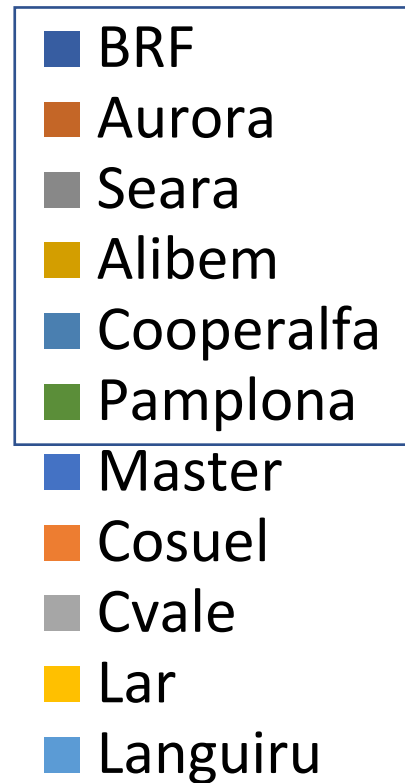 BRF
Aurora
Seara
Alibem
Cooperalfa
Pamplona
Master
Cosuel
Cvale
Lar
Languiru